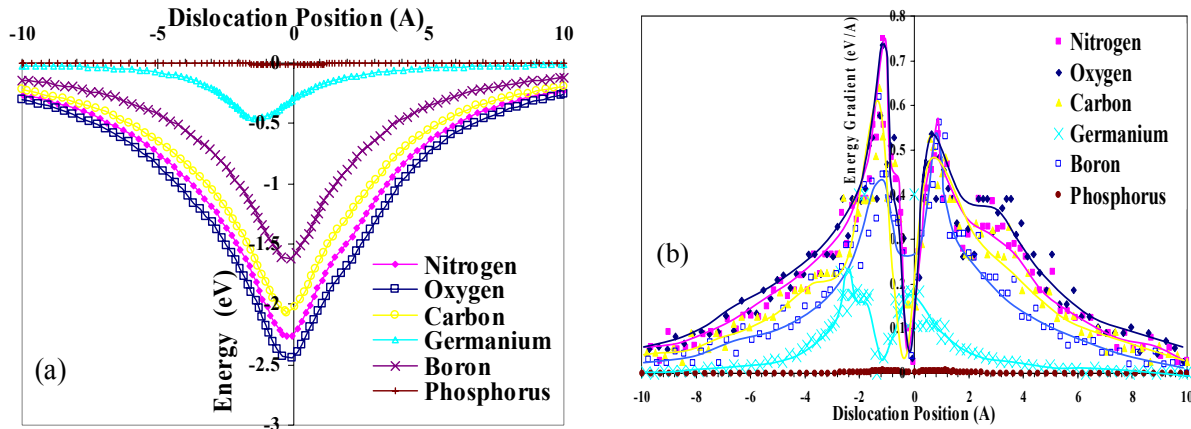 Dislocation Position (A)
-10 -5 0 5 10
0
-0.5
-1
-1.5
-2
-2.5
-3
Energy (eV)
Nitrogen
Oxygen
Carbon
Germanium
Boron
Phosphorus
(a)
0.8
0.7
0.6
0.5
0.4
0.3
0.2
0.1
0
Energy Gradient (eV/A)
Nitrogen
Oxygen
Carbon
Germanium
Boron
Phosphorus
(b)
-10 -8 -6 -4 -2 0 2 4 6 8 10
Dislocation Position (A)